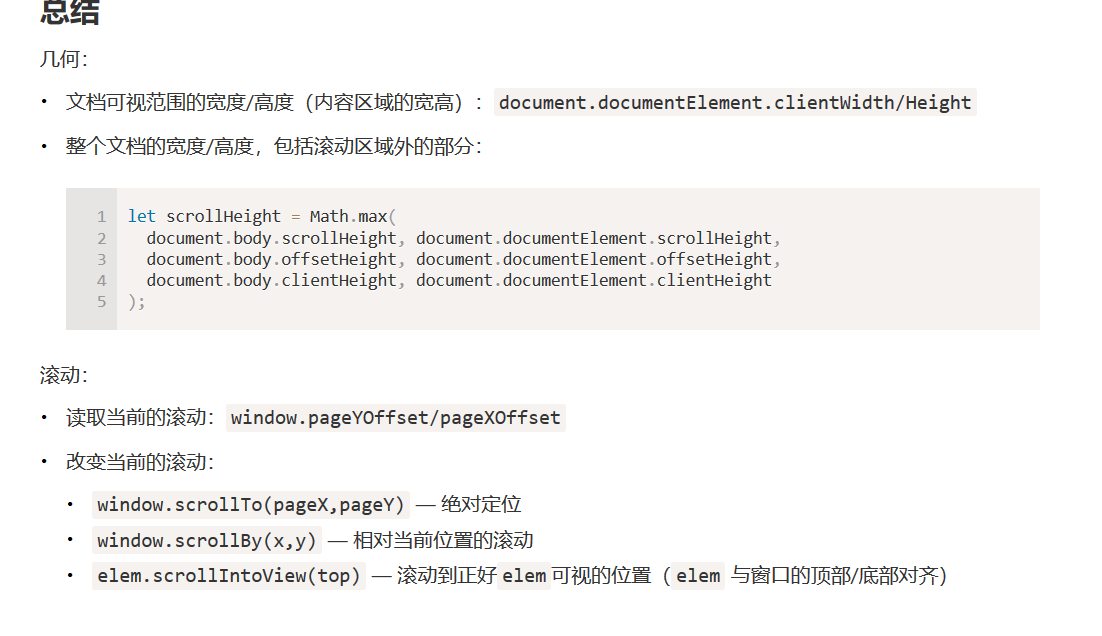 总结
几何：
• 文档可视范围的宽度/高度（内容区域的宽高）：document.documentElement.clientWidth/Height
• 整个文档的宽度/高度，包括滚动区域外的部分：
1 let scrollHeight = Math.max(
2   document.body.scrollHeight, document.documentElement.scrollHeight,
3   document.body.offsetHeight, document.documentElement.offsetHeight,
4   document.body.clientHeight, document.documentElement.clientHeight
5 );
滚动：
• 读取当前的滚动：window.pageYOffset/pageXOffset
• 改变当前的滚动：
• window.scrollTo(pageX,pageY) — 绝对定位
• window.scrollBy(x,y) — 相对当前位置的滚动
• elem.scrollIntoView(top) — 滚动到正好elem可视的位置（elem 与窗口的顶部/底部对齐）